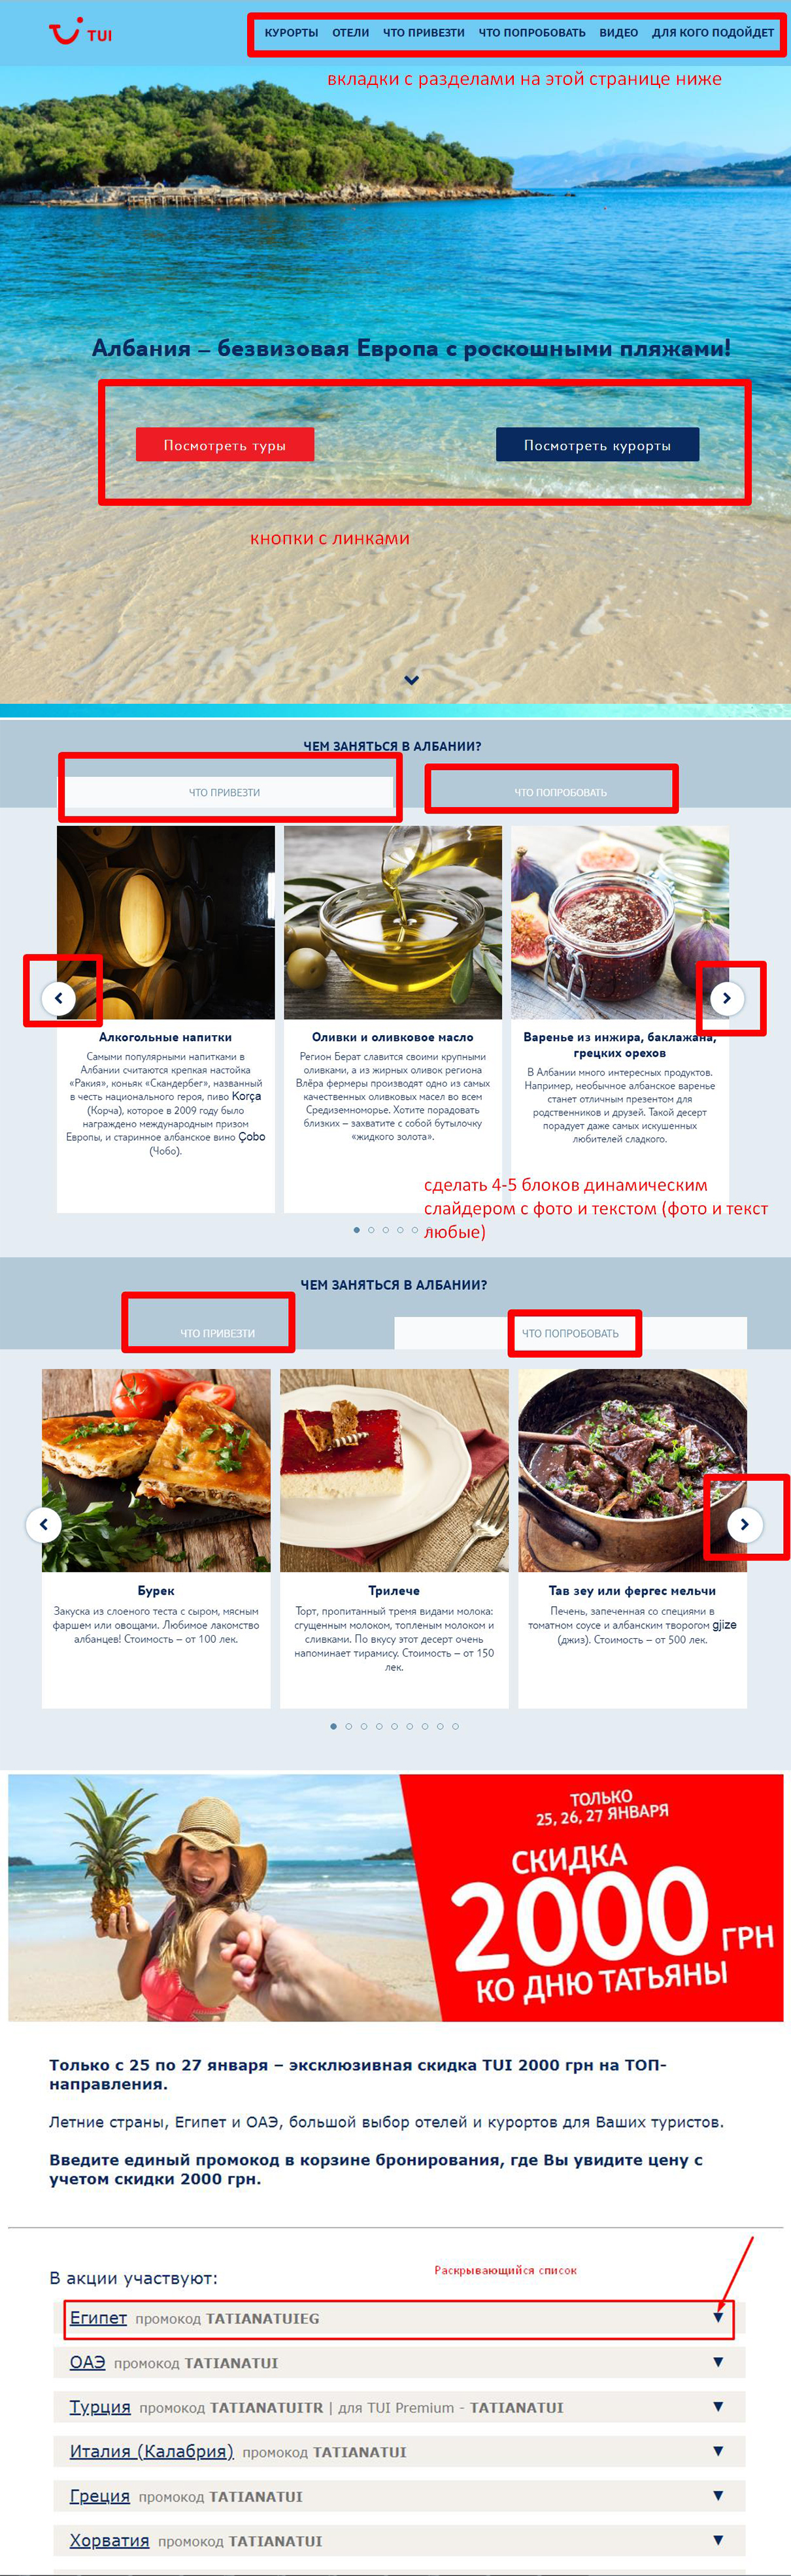 TUI
КУРОРТЫ ОТЕЛИ ЧТО ПРИВЕЗТИ ЧТО ПОПРОБОВАТЬ ВИДЕО ДЛЯ КОГО ПОДОЙДЕТ
вкладки с разделами на этой странице ниже
Албания – безвизовая Европа с роскошными пляжами!
Посмотреть туры Посмотреть курорты
кнопки с линками
ЧЕМ ЗАНЯТЬСЯ В АЛБАНИИ?
ЧТО ПРИВЕЗТИ ЧТО ПОПРОБОВАТЬ
Алкогольные напитки
Самыми популярными напитками в
Албании считаются крепкая настойка
«Ракия», коньяк «Скандербег», названный
в честь национального героя, пиво Korça
(Корча), которое в 2009 году было
награждено международным призом
Европы, и старинное албанское вино Çobo
(Чобо).
Оливки и оливковое масло
Регион Берат славится своими крупными
оливками, а из жирных оливок региона
Влёра фермеры производят одно из самых
качественных оливковых масел во всем
Средиземноморье. Хотите порадовать
близких – захватите с собой бутылочку
«жидкого золота».
Варенье из инжира, баклажана,
грецких орехов
В Албании много интересных продуктов.
Например, необычное албанское варенье
станет отличным презентом для
родственников и друзей. Такой десерт
порадует даже самых искушенных
любителей сладкого.
сделать 4-5 блоков динамическим
слайдером с фото и текстом (фото и текст
любые)
ЧЕМ ЗАНЯТЬСЯ В АЛБАНИИ?
ЧТО ПРИВЕЗТИ ЧТО ПОПРОБОВАТЬ
Бурек
Закуска из слоеного теста с сыром, мясным
фаршем или овощами. Любимое лакомство
албанцев! Стоимость – от 100 лек.
Трилече
Торт, пропитанный тремя видами молока:
сгущенным молоком, топленым молоком и
сливками. По вкусу этот десерт очень
напоминает тирамису. Стоимость – от 150
лек.
Тав зеу или фергес мельчи
Печень, запеченная со специями в
томатном соусе и албанским творогом gjize
(джиз). Стоимость – от 500 лек.
ТОЛЬКО
25, 26, 27 ЯНВАРЯ
СКИДКА
2000 ГРН
КО ДНЮ ТАТЬЯНЫ
Только с 25 по 27 января – эксклюзивная скидка TUI 2000 грн на ТОП-
направления.
Летние страны, Египет и ОАЭ, большой выбор отелей и курортов для Ваших туристов.
Введите единый промокод в корзине бронирования, где Вы увидите цену с
учетом скидки 2000 грн.
В акции участвуют:
Раскрывающийся список
Египет промокод TATIANATUIEG ▼
ОАЭ промокод TATIANATUI ▼
Турция промокод TATIANATUITR | для TUI Premium - TATIANATUI ▼
Италия (Калабрия) промокод TATIANATUI ▼
Греция промокод TATIANATUI ▼
Хорватия промокод TATIANATUI ▼